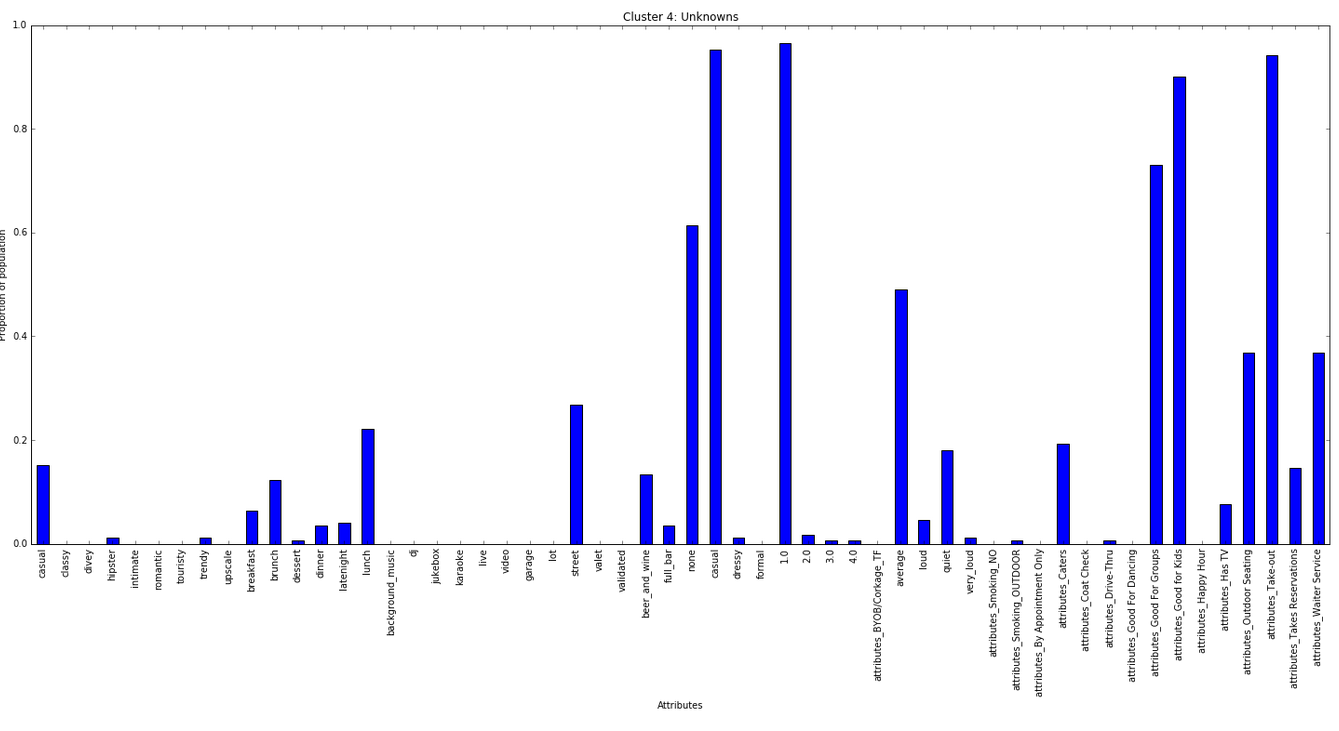 Cluster 4: Unknowns
1.0
0.8
0.6
0.4
0.2
0.0
Proportion of population
casual
classy
divey
hipster
intimate
romantic
touristy
trendy
upscale
breakfast
brunch
dessert
dinner
latenight
lunch
background_music
dj
jukebox
karaoke
live
video
garage
lot
street
valet
validated
beer_and_wine
full_bar
none
casual
dressy
formal
1.0
2.0
3.0
4.0
attributes_BYOB/Corkage_TF
average
loud
quiet
very_loud
attributes_Smoking_NO
attributes_Smoking_OUTDOOR
attributes_By Appointment Only
attributes_Caters
attributes_Coat Check
attributes_Drive-Thru
attributes_Good For Dancing
attributes_Good For Groups
attributes_Good for Kids
attributes_Happy Hour
attributes_Has TV
attributes_Outdoor Seating
attributes_Take-out
attributes_Takes Reservations
attributes_Waiter Service
Attributes